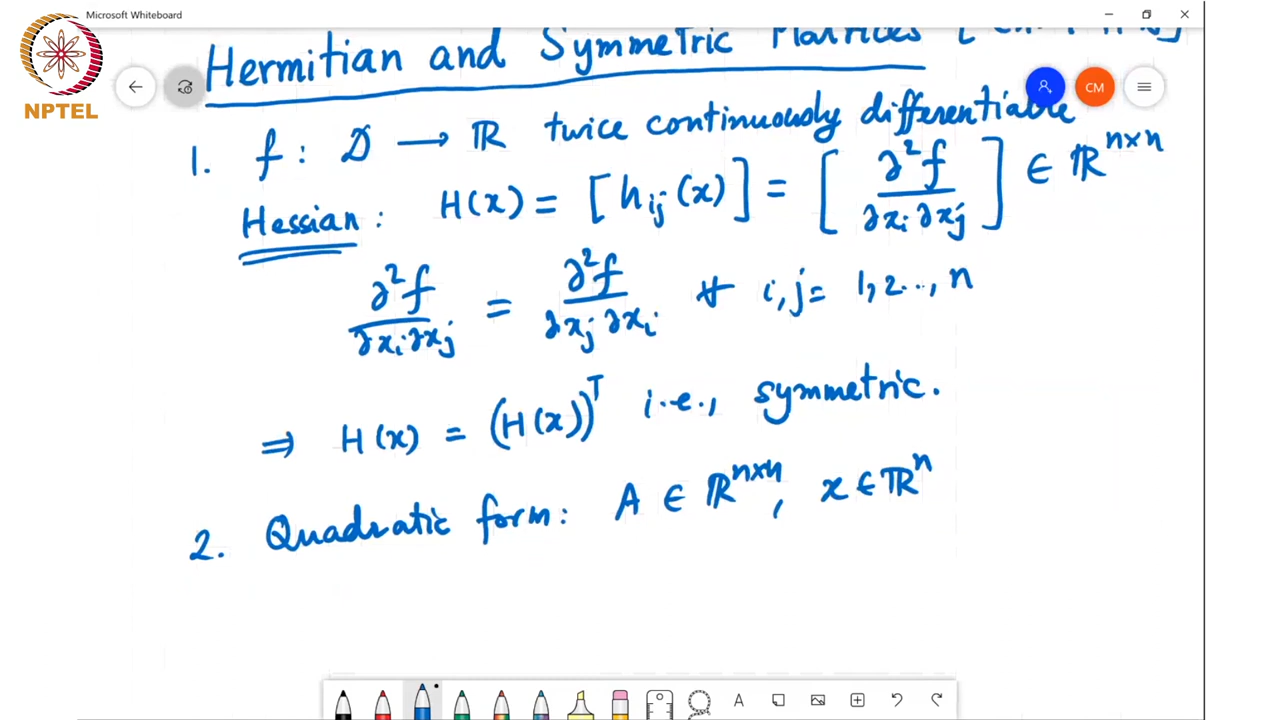 Microsoft Whiteboard
NPTEL
CM
Hermitian and Symmetric Matrices [
1. f : D → ℝ twice continuously differentiable
Hessian : H(x) = [h_ij (x)] = [∂²f / ∂x_i ∂x_j] ∈ ℝ^{n×n}
∂²f / ∂x_i ∂x_j = ∂²f / ∂x_j ∂x_i ∀ i, j = 1, 2 ..., n
⇒ H(x) = (H(x))^T i.e., symmetric.
2. Quadratic form : A ∈ ℝ^{n×n}, x ∈ ℝ^n
A